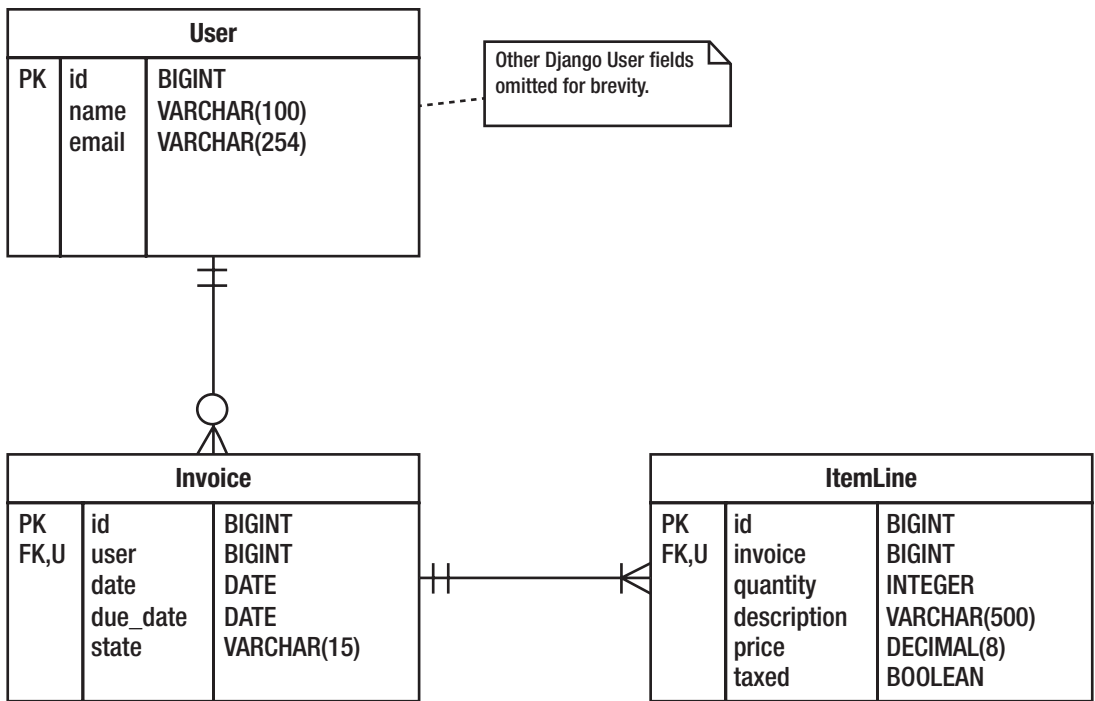 User
PK id BIGINT
name VARCHAR(100)
email VARCHAR(254)
Other Django User fields
omitted for brevity.
Invoice
PK id BIGINT
FK,U user BIGINT
date DATE
due_date DATE
state VARCHAR(15)
ItemLine
PK id BIGINT
FK,U invoice BIGINT
quantity INTEGER
description VARCHAR(500)
price DECIMAL(8)
taxed BOOLEAN